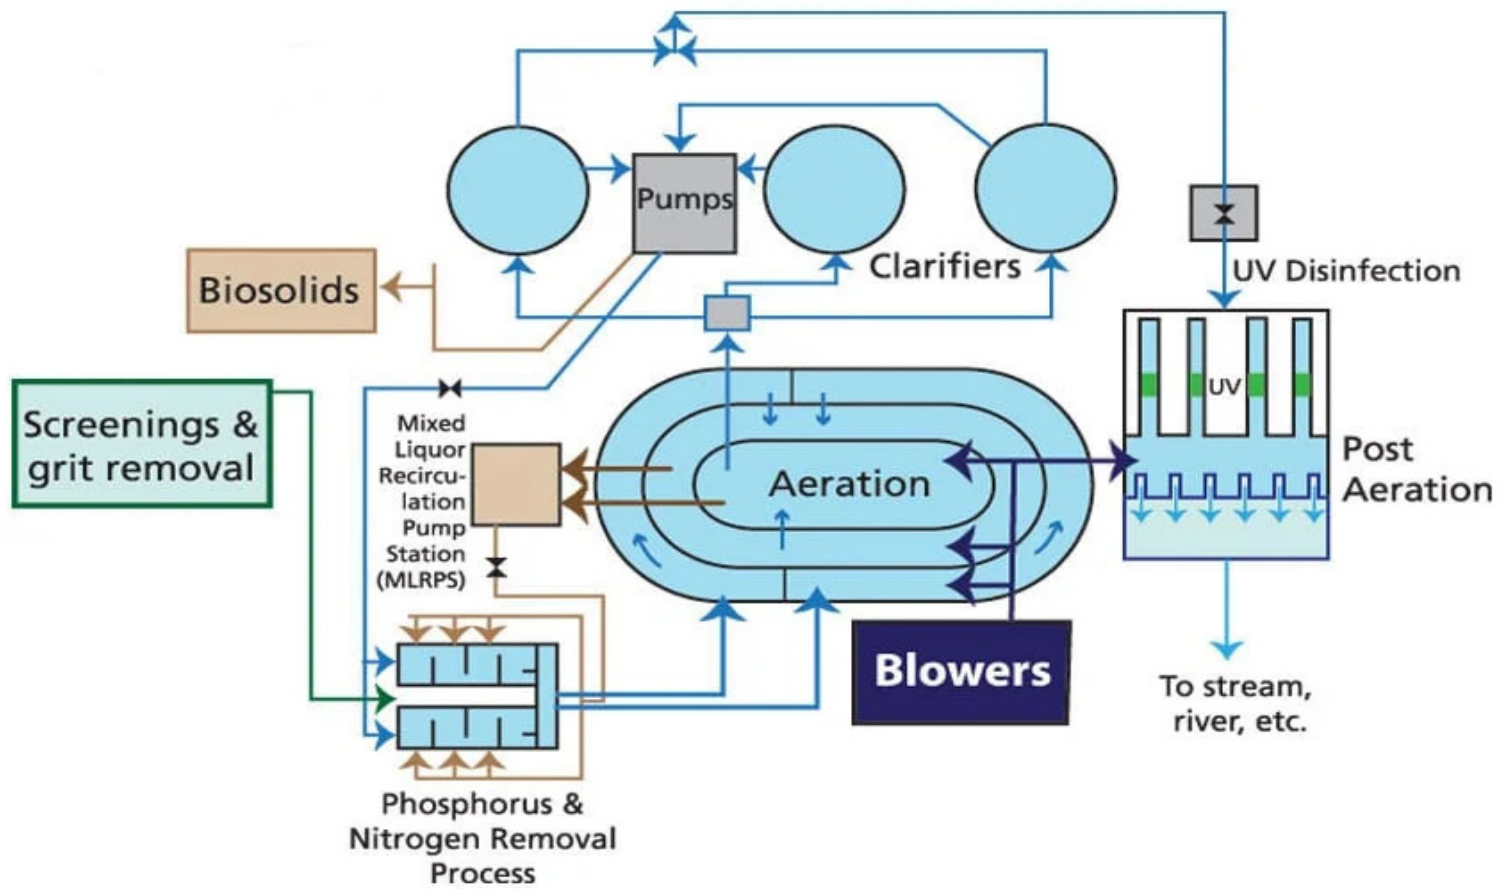 Pumps
Clarifiers
Biosolids
UV Disinfection
Screenings &
grit removal
Mixed
Liquor
Recircu-
lation
Pump
Station
(MLRPS)
Aeration
UV
Post
Aeration
Blowers
To stream,
river, etc.
Phosphorus &
Nitrogen Removal
Process